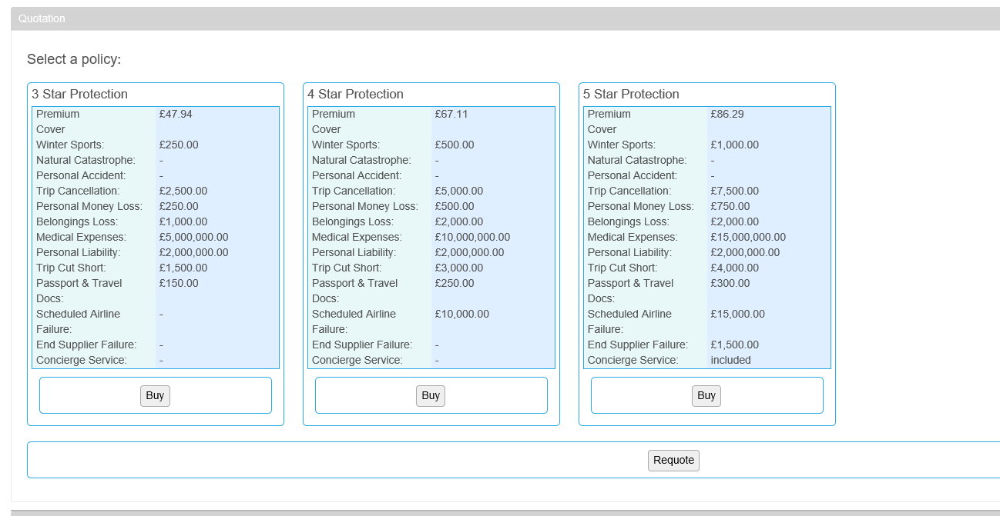 Quotation
Select a policy:
3 Star Protection
Premium £47.94
Cover
Winter Sports: £250.00
Natural Catastrophe: -
Personal Accident: -
Trip Cancellation: £2,500.00
Personal Money Loss: £250.00
Belongings Loss: £1,000.00
Medical Expenses: £5,000,000.00
Personal Liability: £2,000,000.00
Trip Cut Short: £1,500.00
Passport & Travel £150.00
Docs:
Scheduled Airline -
Failure:
End Supplier Failure: -
Concierge Service: -
Buy
4 Star Protection
Premium £67.11
Cover
Winter Sports: £500.00
Natural Catastrophe: -
Personal Accident: -
Trip Cancellation: £5,000.00
Personal Money Loss: £500.00
Belongings Loss: £2,000.00
Medical Expenses: £10,000,000.00
Personal Liability: £2,000,000.00
Trip Cut Short: £3,000.00
Passport & Travel £250.00
Docs:
Scheduled Airline £10,000.00
Failure:
End Supplier Failure: -
Concierge Service: -
Buy
5 Star Protection
Premium £86.29
Cover
Winter Sports: £1,000.00
Natural Catastrophe: -
Personal Accident: -
Trip Cancellation: £7,500.00
Personal Money Loss: £750.00
Belongings Loss: £2,000.00
Medical Expenses: £15,000,000.00
Personal Liability: £2,000,000.00
Trip Cut Short: £4,000.00
Passport & Travel £300.00
Docs:
Scheduled Airline £15,000.00
Failure:
End Supplier Failure: £1,500.00
Concierge Service: included
Buy
Requote